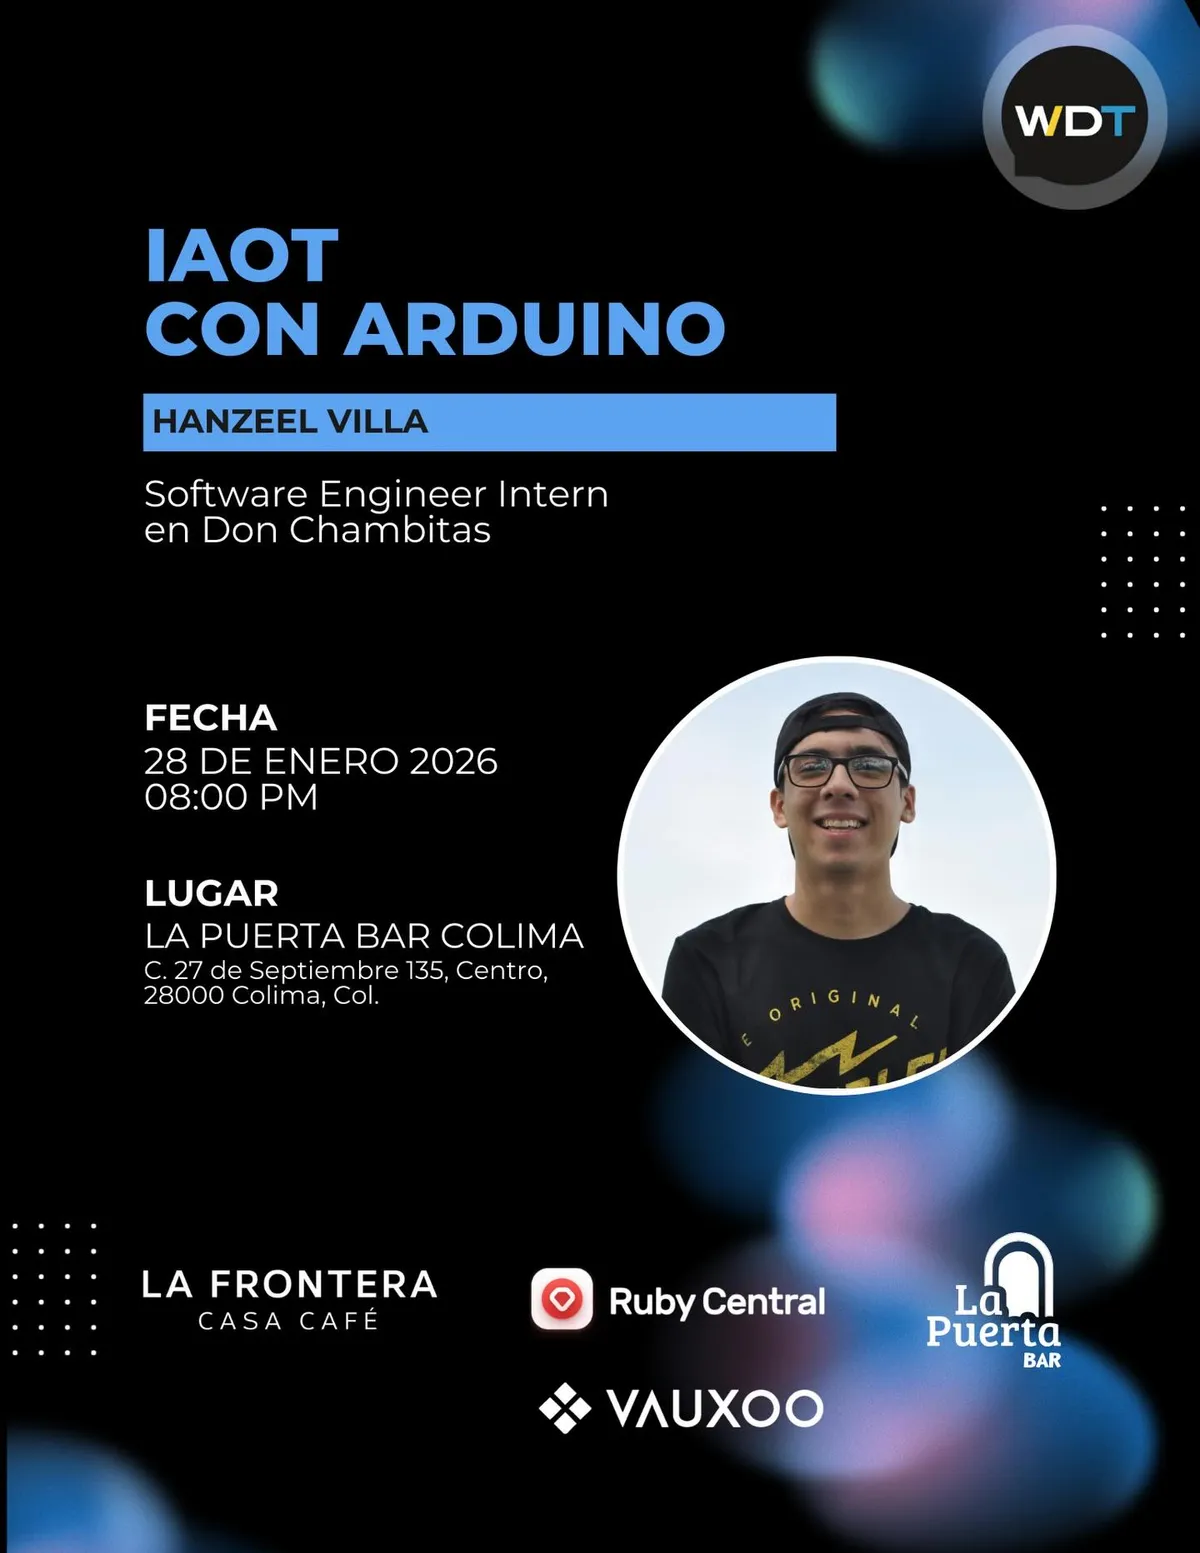 WDT
IAOT
CON ARDUINO
HANZEEL VILLA
Software Engineer Intern
en Don Chambitas
FECHA
28 DE ENERO 2026
08:00 PM
LUGAR
LA PUERTA BAR COLIMA
C. 27 de Septiembre 135, Centro,
28000 Colima, Col.
ORIGINAL
LA FRONTERA
CASA CAFÉ
Ruby Central
La
Puerta
BAR
VAUXOO